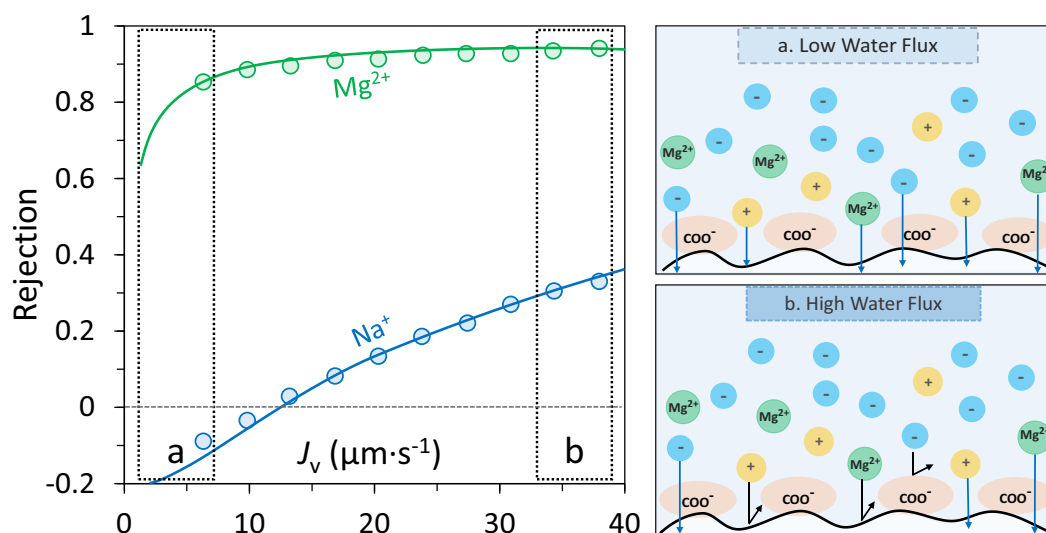 1
0.8
0.6
0.4
0.2
0
-0.2
Rejection
Mg²⁺
Na⁺
a
Jᵥ (µm·s⁻¹)
b
0
10
20
30
40
a. Low Water Flux
-
-
-
-
-
+
-
-
-
Mg²⁺
Mg²⁺
Mg²
+
-
-
+
Mg²⁺
+
coo⁻
coo⁻
coo⁻
coo⁻
b. High Water Flux
-
-
-
-
+
-
-
-
-
Mg²⁺
Mg²⁺
Mg²⁺
-
+
-
+
Mg²⁺
+
coo⁻
coo⁻
coo⁻
coo⁻